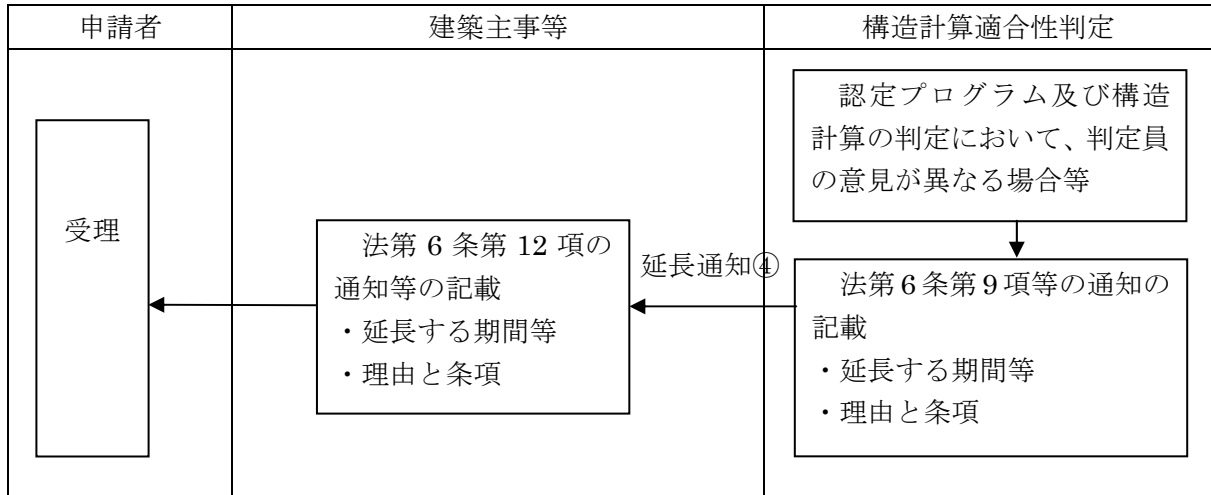 申請者
建築主事等
構造計算適合性判定
認定プログラム及び構造
計算の判定において、判定員
の意見が異なる場合等
受理
法第 6 条第 12 項の
通知等の記載
・延長する期間等
・理由と条項
延長通知④
法第 6 条第 9 項等の通知の
記載
・延長する期間等
・理由と条項